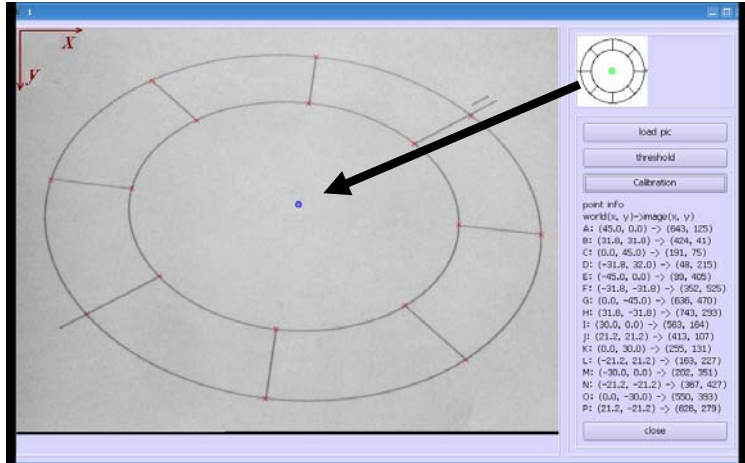 1
X
y
load pic
threshold
Calibration
point info
world(x, y)->image(x, y)
A: (45.0, 0.0) -> (643, 125)
B: (31.8, 31.8) -> (424, 41)
C: (0.0, 45.0) -> (191, 75)
D: (-31.8, 32.0) -> (48, 215)
E: (-45.0, 0.0) -> (99, 405)
F: (-31.8, -31.8) -> (352, 525)
G: (0.0, -45.0) -> (636, 470)
H: (31.8, -31.8) -> (743, 293)
I: (30.0, 0.0) -> (563, 164)
J: (21.2, 21.2) -> (413, 107)
K: (0.0, 30.0) -> (255, 131)
L: (-21.2, 21.2) -> (163, 227)
M: (-30.0, 0.0) -> (202, 351)
N: (-21.2, -21.2) -> (367, 427)
O: (0.0, -30.0) -> (550, 393)
P: (21.2, -21.2) -> (626, 279)
close